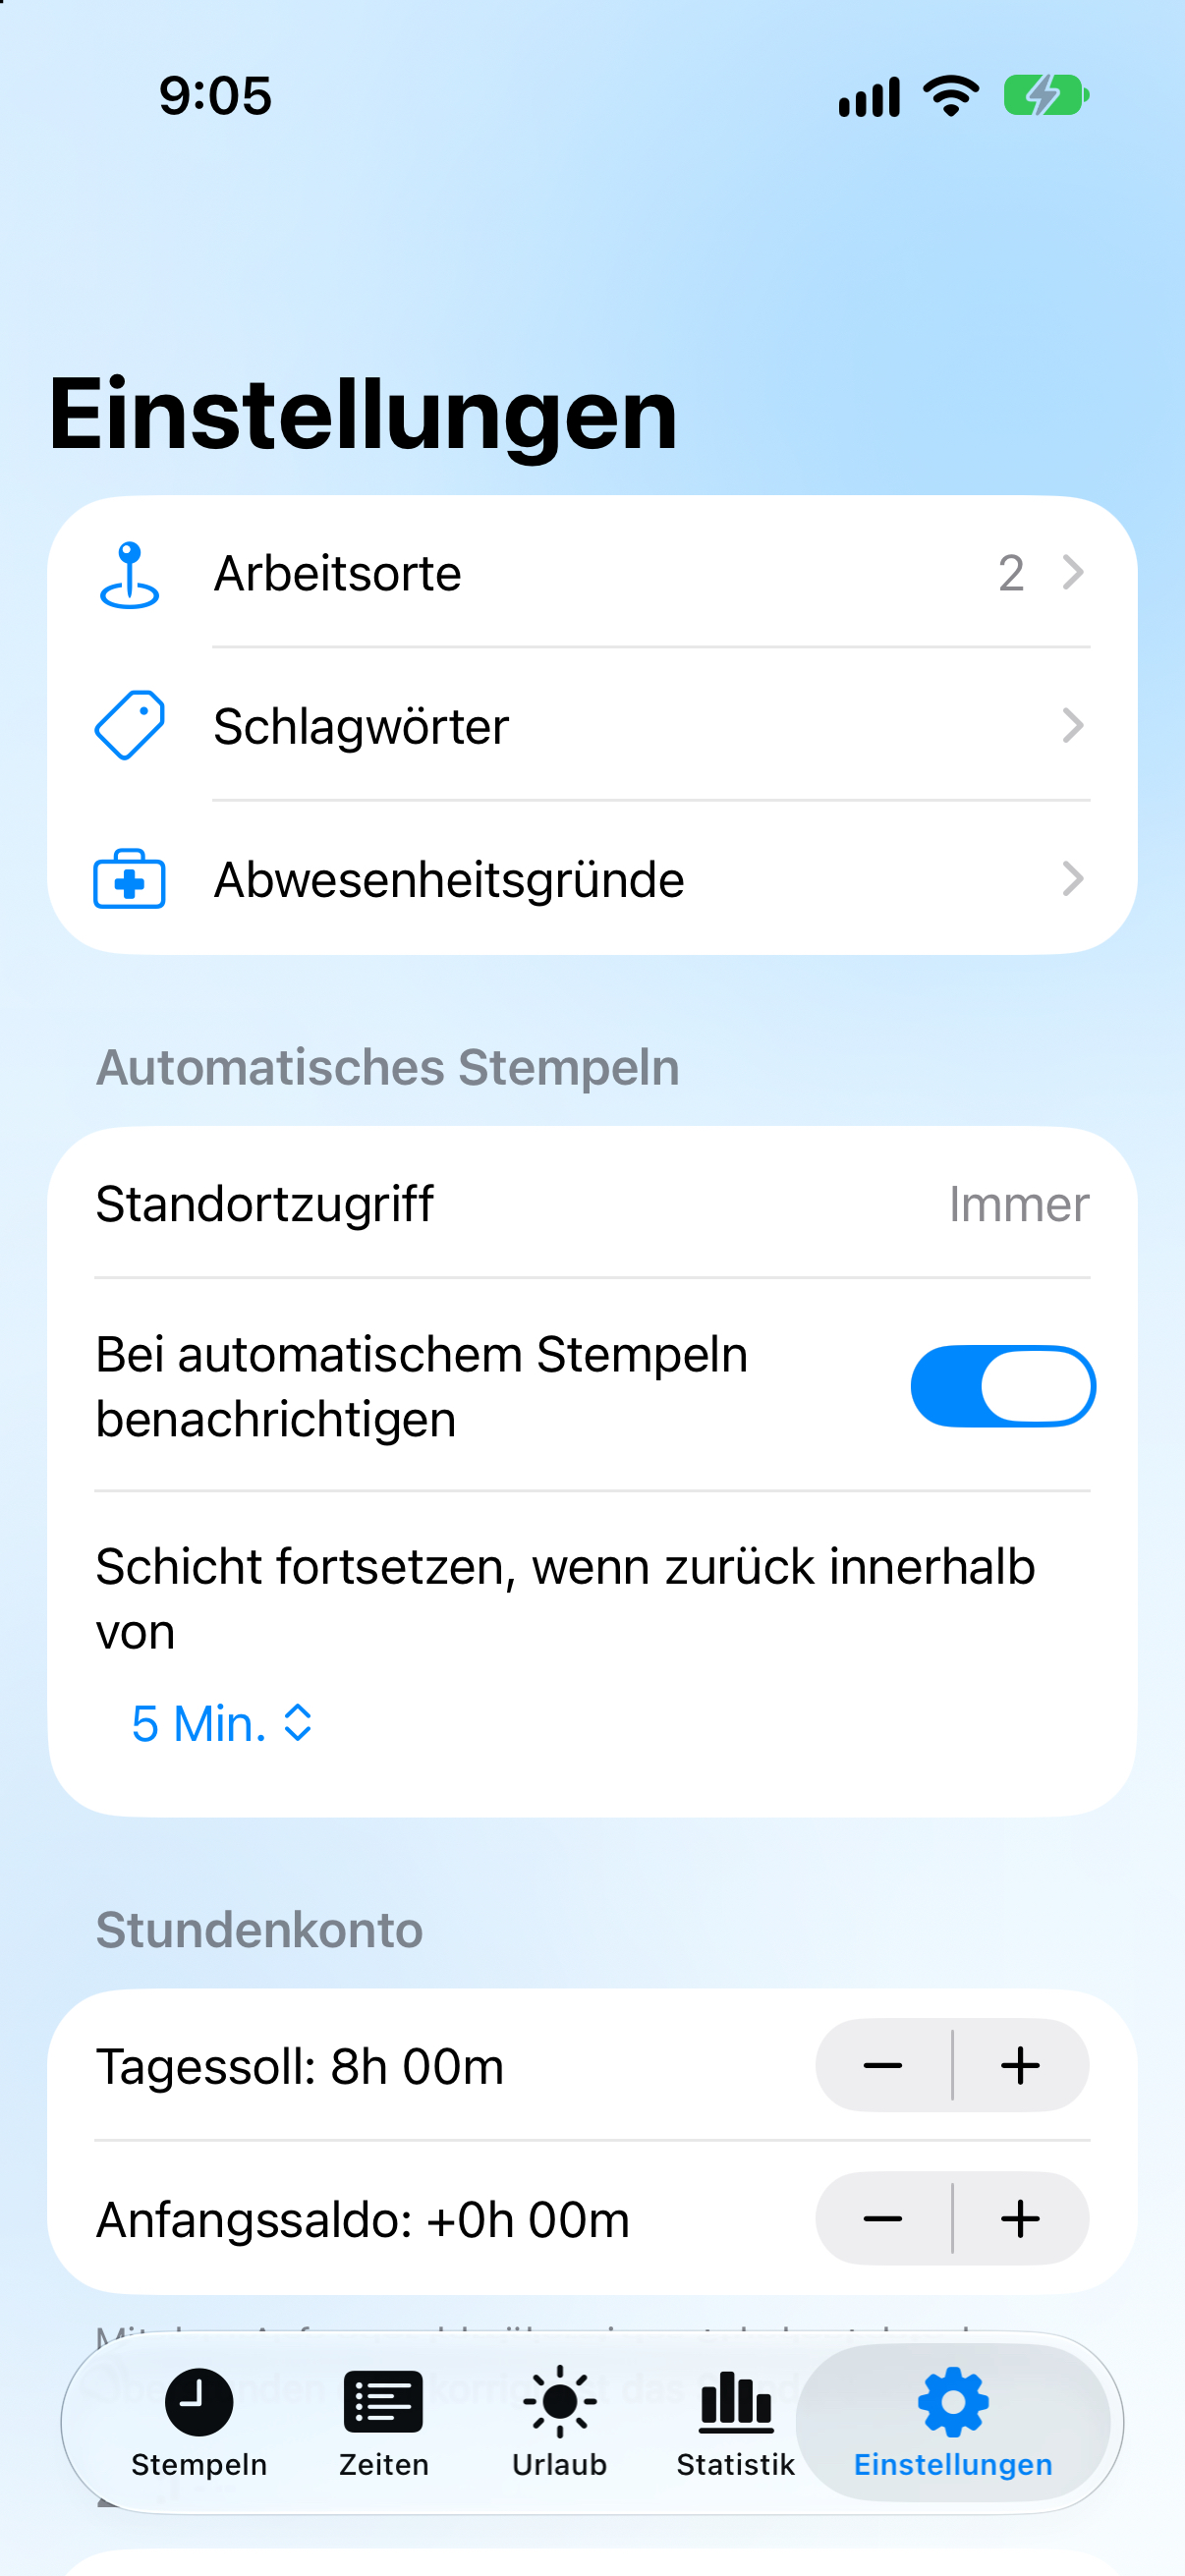 9:05
Einstellungen
Arbeitsorte 2
Schlagwörter
Abwesenheitsgründe
Automatisches Stempeln
Standortzugriff Immer
Bei automatischem Stempeln
benachrichtigen
Schicht fortsetzen, wenn zurück innerhalb
von
5 Min.
Stundenkonto
Tagessoll: 8h 00m
Anfangssaldo: +0h 00m
Stempeln Zeiten Urlaub Statistik Einstellungen